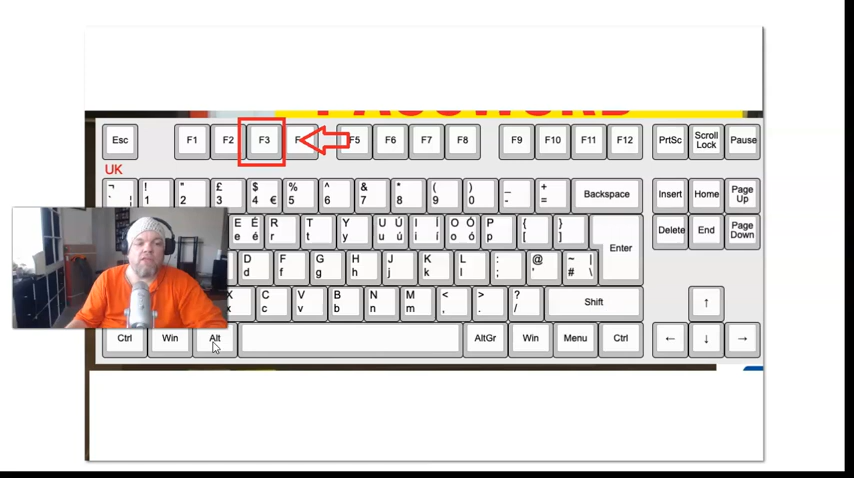 PASSWORD
Esc F1 F2 F3 F5 F6 F7 F8 F9 F10 F11 F12 PrtSc Scroll Lock Pause
UK
¬ ! " £ $ % ^ & * ( ) _ + Backspace Insert Home Page Up
¦ 1 2 3 4 € 5 6 7 8 9 0 - =
E É R T Y U Ú I Í O Ó P { } Enter Delete End Page Down
e é r t y u ú i í o ó p [ ]
D F G H J K L : @ ~ |
d f g h j k l ; ' # \
X C V B N M < > ? Shift ↑
x c v b n m , . /
Ctrl Win Alt AltGr Win Menu Ctrl ← ↓ →